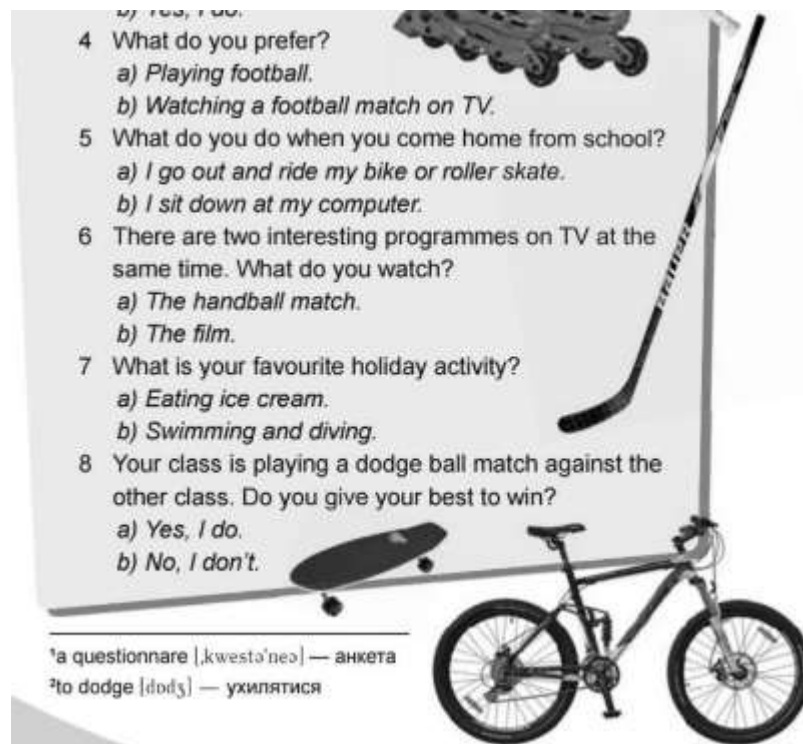 b) Yes, I do.
4 What do you prefer?
a) Playing football.
b) Watching a football match on TV.
5 What do you do when you come home from school?
a) I go out and ride my bike or roller skate.
b) I sit down at my computer.
6 There are two interesting programmes on TV at the
same time. What do you watch?
a) The handball match.
b) The film.
7 What is your favourite holiday activity?
a) Eating ice cream.
b) Swimming and diving.
8 Your class is playing a dodge ball match against the
other class. Do you give your best to win?
a) Yes, I do.
b) No, I don't.
¹a questionnare [ˌkwestə'neə] — анкета
²to dodge [dɒdʒ] — ухилятися